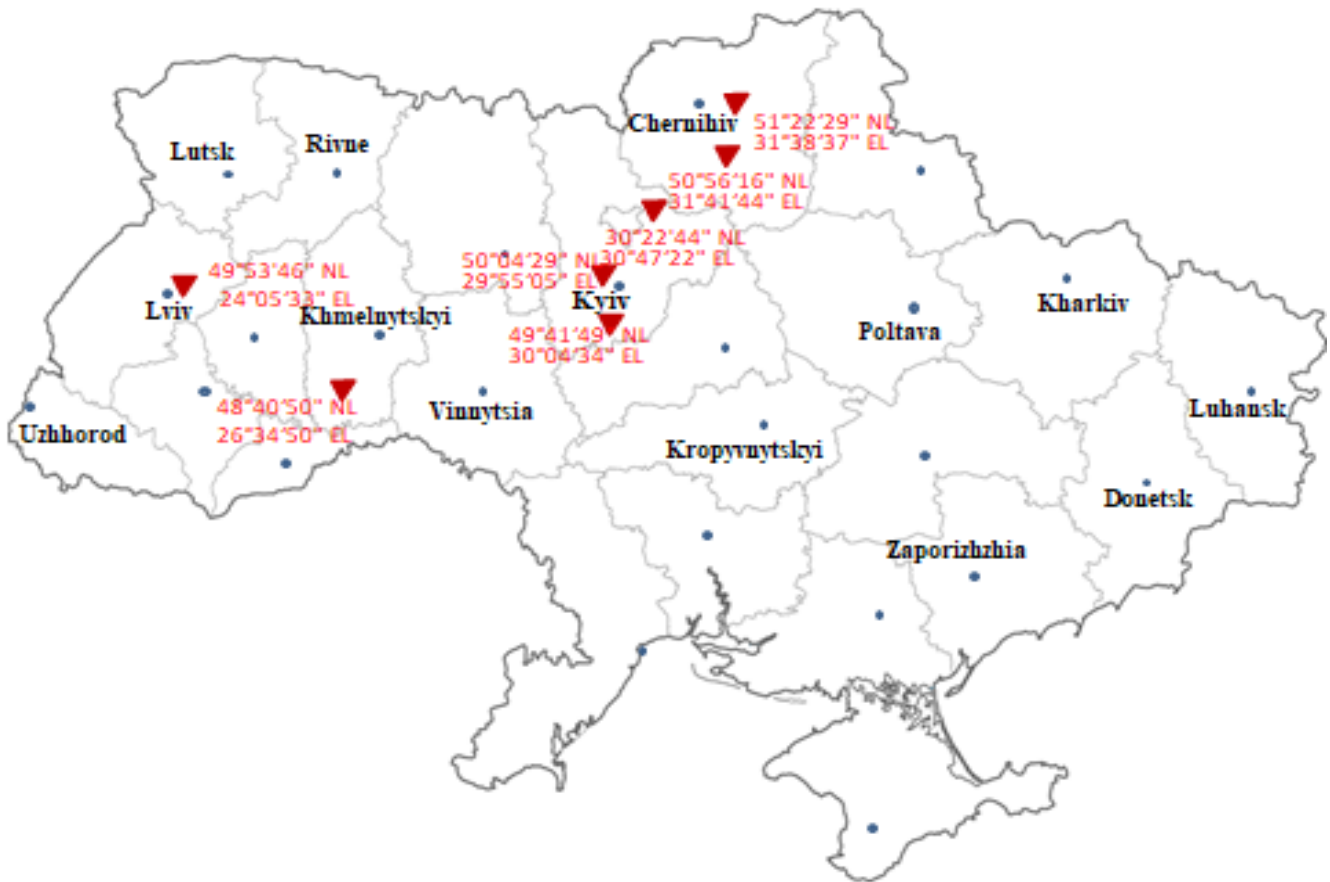 Chernihiv
51"22'29" NL
31"38'37" EL
Lutsk
Rivne
50"56'16" NL
31"41'44" EL
30"22'44" NL
30"47'22" EL
49"53'46" NL
24"05'33" EL
50"04'29" NL
29"55'05" EL
Kyiv
Kharkiv
Lviv
Khmelnytskyi
Poltava
49"41'49" NL
30"04'34" EL
48"40'50" NL
26"34'50" EL
Vinnytsia
Luhansk
Uzhhorod
Kropyvnytskyi
Donetsk
Zaporizhzhia